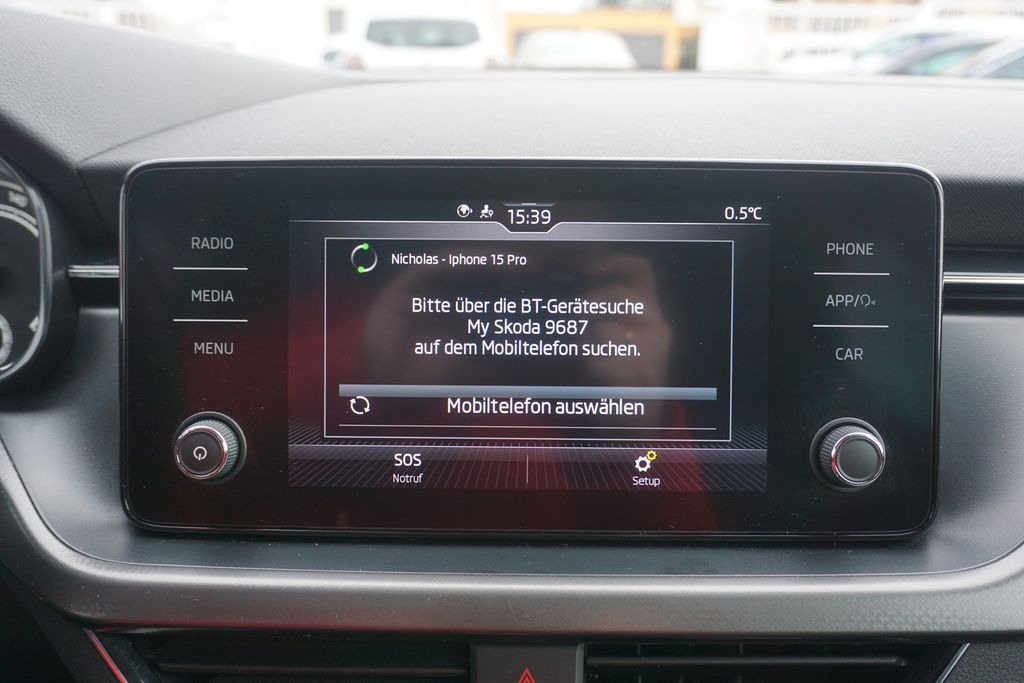 15:39
0.5°C
RADIO
MEDIA
MENU
Nicholas - Iphone 15 Pro
Bitte über die BT-Gerätesuche
My Skoda 9687
auf dem Mobiltelefon suchen.
Mobiltelefon auswählen
SOS
Notruf
Setup
PHONE
APP/
CAR